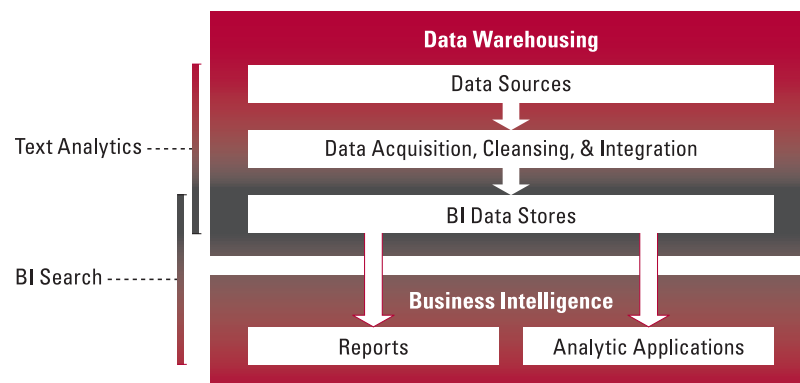 Data Warehousing
Data Sources
Text Analytics
Data Acquisition, Cleansing, & Integration
BI Data Stores
BI Search
Business Intelligence
Reports
Analytic Applications